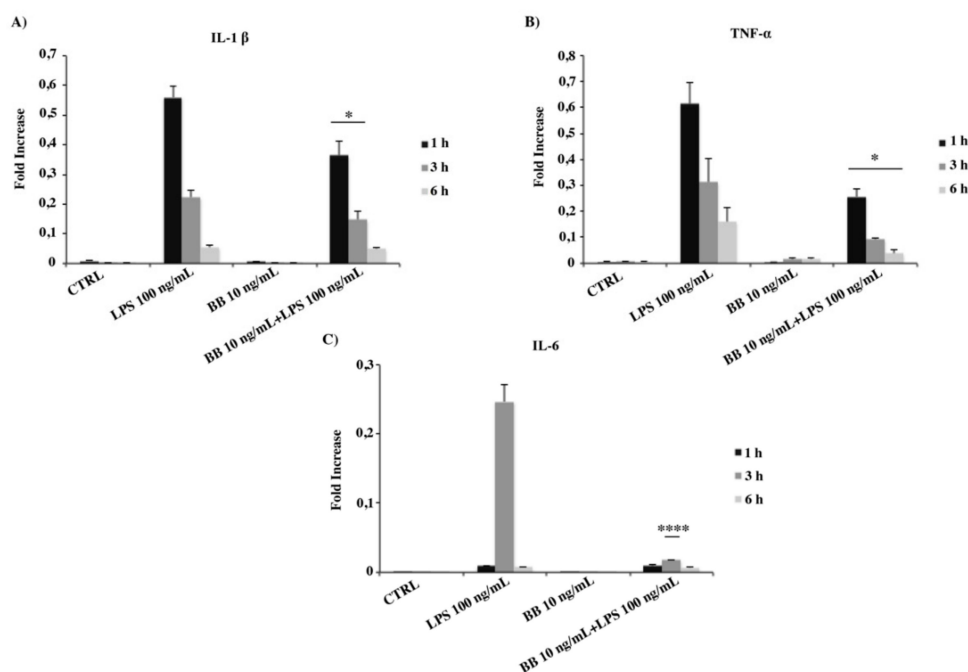 A)
IL-1 β
0,7
0,6
0,5
0,4
0,3
0,2
0,1
0
Fold Increase
*
1 h
3 h
6 h
CTRL
LPS 100 ng/mL
BB 10 ng/mL
BB 10 ng/mL+LPS 100 ng/mL
B)
TNF-α
0,8
0,7
0,6
0,5
0,4
0,3
0,2
0,1
0
Fold Increase
*
1 h
3 h
6 h
CTRL
LPS 100 ng/mL
BB 10 ng/mL
BB 10 ng/mL+LPS 100 ng/mL
C)
IL-6
0,3
0,2
0,1
0
Fold Increase
****
1 h
3 h
6 h
CTRL
LPS 100 ng/mL
BB 10 ng/mL
BB 10 ng/mL+LPS 100 ng/mL